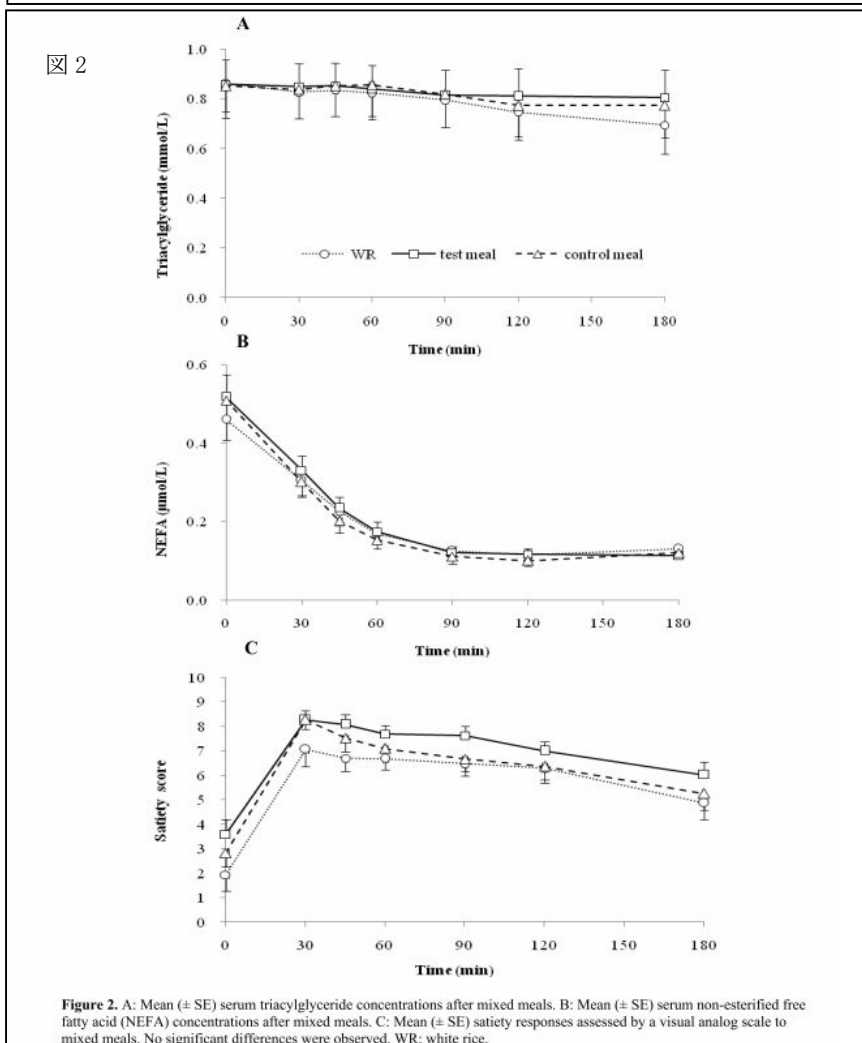 図 2
A
1.0
0.8
0.6
0.4
0.2
0.0
Triacylglyceride (mmol/L)
WR test meal control meal
0 30 60 90 120 150 180
Time (min)
B
0.6
0.4
0.2
0.0
NEFA (µmol/L)
0 30 60 90 120 150 180
Time (min)
C
10
9
8
7
6
5
4
3
2
1
0
Satiety score
0 30 60 90 120 150 180
Time (min)
Figure 2. A: Mean (± SE) serum triacylglyceride concentrations after mixed meals. B: Mean (± SE) serum non-esterified free
fatty acid (NEFA) concentrations after mixed meals. C: Mean (± SE) satiety responses assessed by a visual analog scale to
mixed meals. No significant differences were observed. WR: white rice.